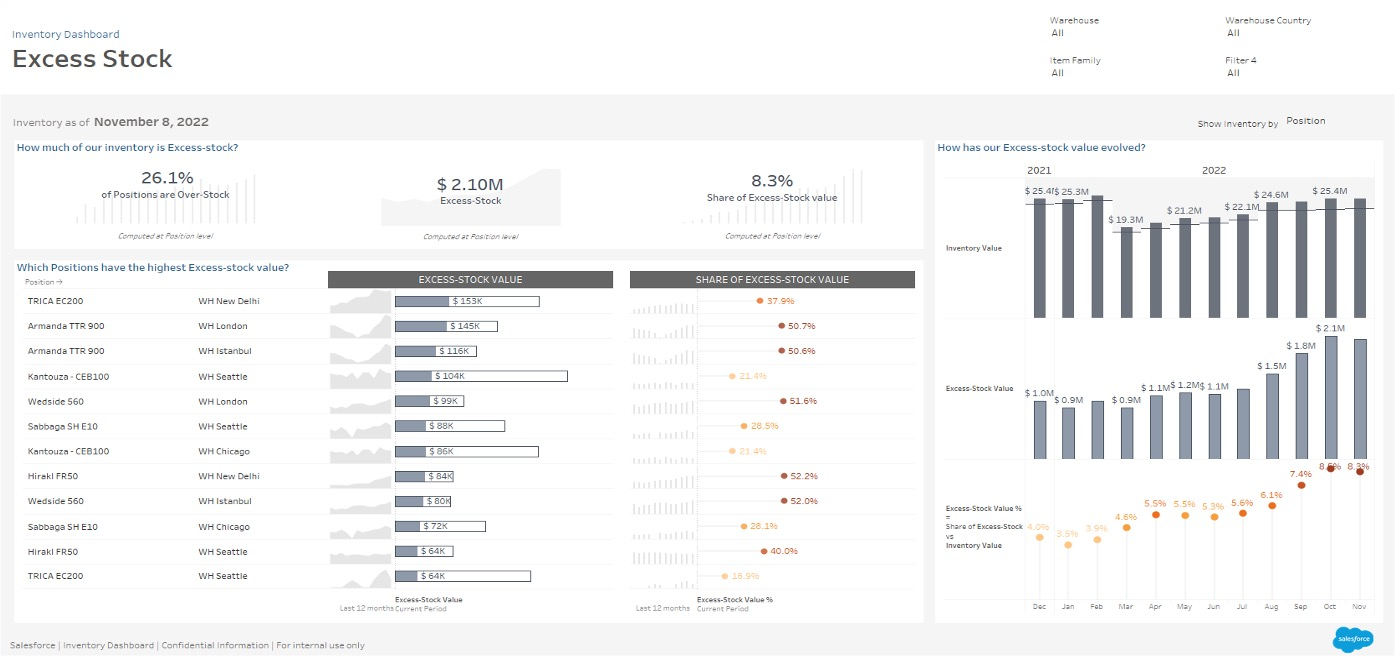 Inventory Dashboard
Excess Stock
Warehouse
All
Warehouse Country
All
Item Family
All
Filter 4
All
Inventory as of November 8, 2022
Show Inventory by Position
How much of our inventory is Excess-stock?
26.1%
of Positions are Over-Stock
Computed at Position level
$ 2.10M
Excess-Stock
Computed at Position level
8.3%
Share of Excess-Stock value
Computed at Position level
Which Positions have the highest Excess-stock value?
Position →
EXCESS-STOCK VALUE
SHARE OF EXCESS-STOCK VALUE
TRICA EC200 WH New Delhi $ 153K 37.9%
Armanda TTR 900 WH London $ 145K 50.7%
Armanda TTR 900 WH Istanbul $ 116K 50.6%
Kantouza - CEB100 WH Seattle $ 104K 21.4%
Wedside 560 WH London $ 99K 51.6%
Sabbaga SH E10 WH Seattle $ 88K 28.5%
Kantouza - CEB100 WH Chicago $ 86K 21.4%
Hirakl FR50 WH New Delhi $ 84K 52.2%
Wedside 560 WH Istanbul $ 80K 52.0%
Sabbaga SH E10 WH Chicago $ 72K 28.1%
Hirakl FR50 WH Seattle $ 64K 40.0%
TRICA EC200 WH Seattle $ 64K 16.9%
Last 12 months
Excess-Stock Value
Current Period
Last 12 months
Excess-Stock Value %
Current Period
How has our Excess-stock value evolved?
2021 2022
Inventory Value
$ 25.4M $ 25.3M $ 19.3M $ 21.2M $ 22.1M $ 24.6M $ 25.4M
Excess-Stock Value
$ 1.0M $ 0.9M $ 0.9M $ 1.1M $ 1.2M $ 1.1M $ 1.5M $ 1.8M $ 2.1M
Excess-Stock Value %
=
Share of Excess-Stock
vs
Inventory Value
4.0% 3.5% 3.9% 4.6% 5.5% 5.5% 5.3% 5.6% 6.1% 7.4% 8.3%
Dec Jan Feb Mar Apr May Jun Jul Aug Sep Oct Nov
Salesforce | Inventory Dashboard | Confidential Information | For internal use only
salesforce